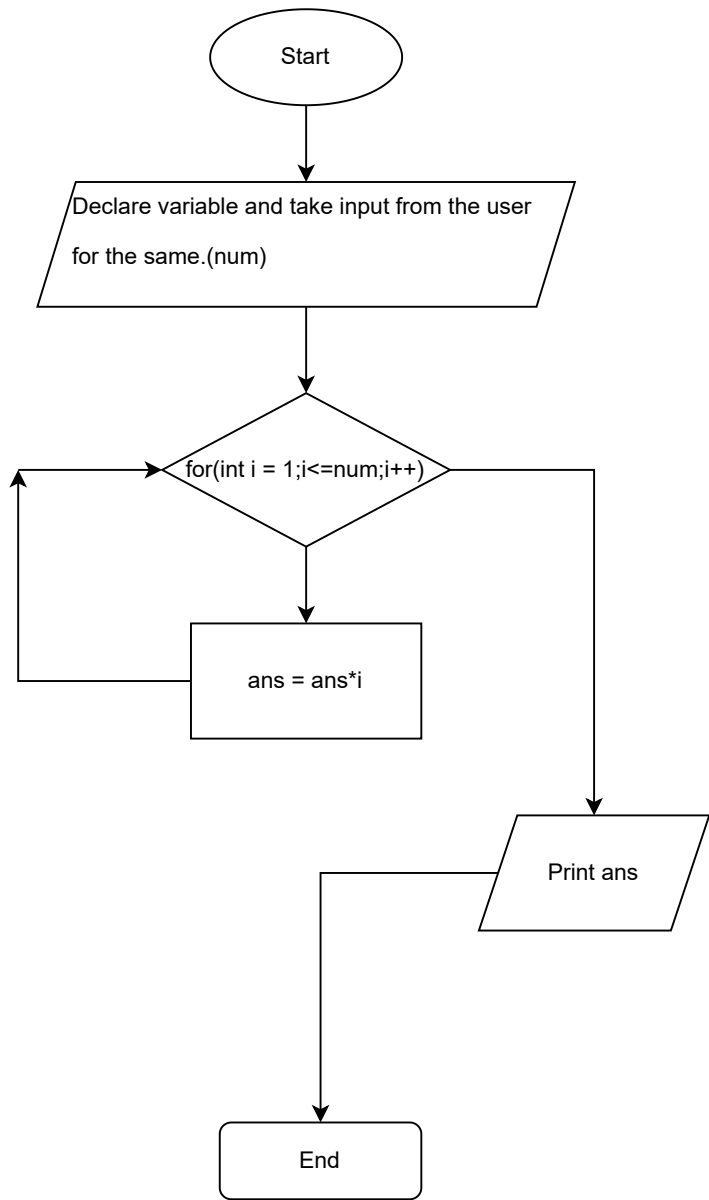 Start
Declare variable and take input from the user
for the same.(num)
for(int i = 1;i<=num;i++)
ans = ans*i
Print ans
End